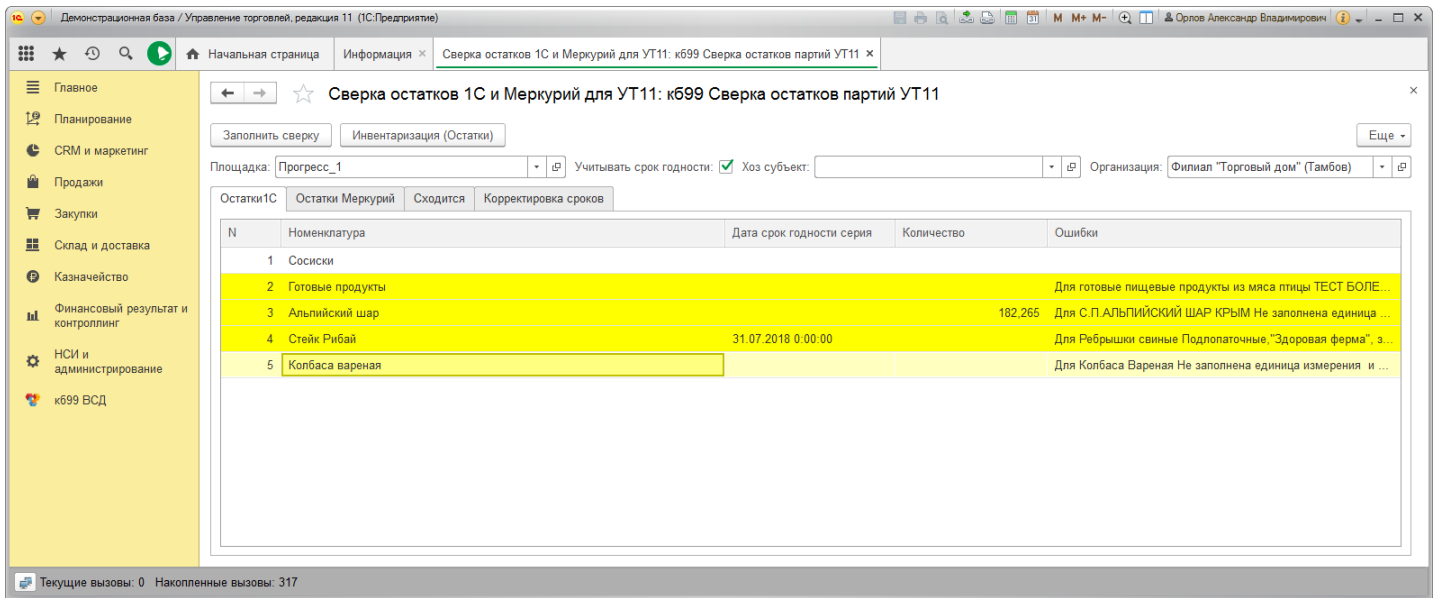 Демонстрационная база / Управление торговлей, редакция 11 (1С:Предприятие)
M M+ M- Орлов Александр Владимирович
Начальная страница Информация × Сверка остатков 1С и Меркурий для УТ11: к699 Сверка остатков партий УТ11 ×
Главное
Планирование
CRM и маркетинг
Продажи
Закупки
Склад и доставка
Казначейство
Финансовый результат и
контроллинг
НСИ и
администрирование
к699 ВСД
Сверка остатков 1С и Меркурий для УТ11: к699 Сверка остатков партий УТ11
Заполнить сверку Инвентаризация (Остатки) Еще
Площадка: Прогресс_1 Учитывать срок годности: Хоз субъект: Организация: Филиал "Торговый дом" (Тамбов)
Остатки1С Остатки Меркурий Сходится Корректировка сроков
N Номенклатура Дата срок годности серия Количество Ошибки
1 Сосиски
2 Готовые продукты Для готовые пищевые продукты из мяса птицы ТЕСТ БОЛЕ...
3 Альпийский шар 182,265 Для С.П.АЛЬПИЙСКИЙ ШАР КРЫМ Не заполнена единица ...
4 Стейк Рибай 31.07.2018 0:00:00 Для Ребрышки свиные Подлопаточные,"Здоровая ферма", з...
5 Колбаса вареная Для Колбаса Вареная Не заполнена единица измерения и ...
Текущие вызовы: 0 Накопленные вызовы: 317